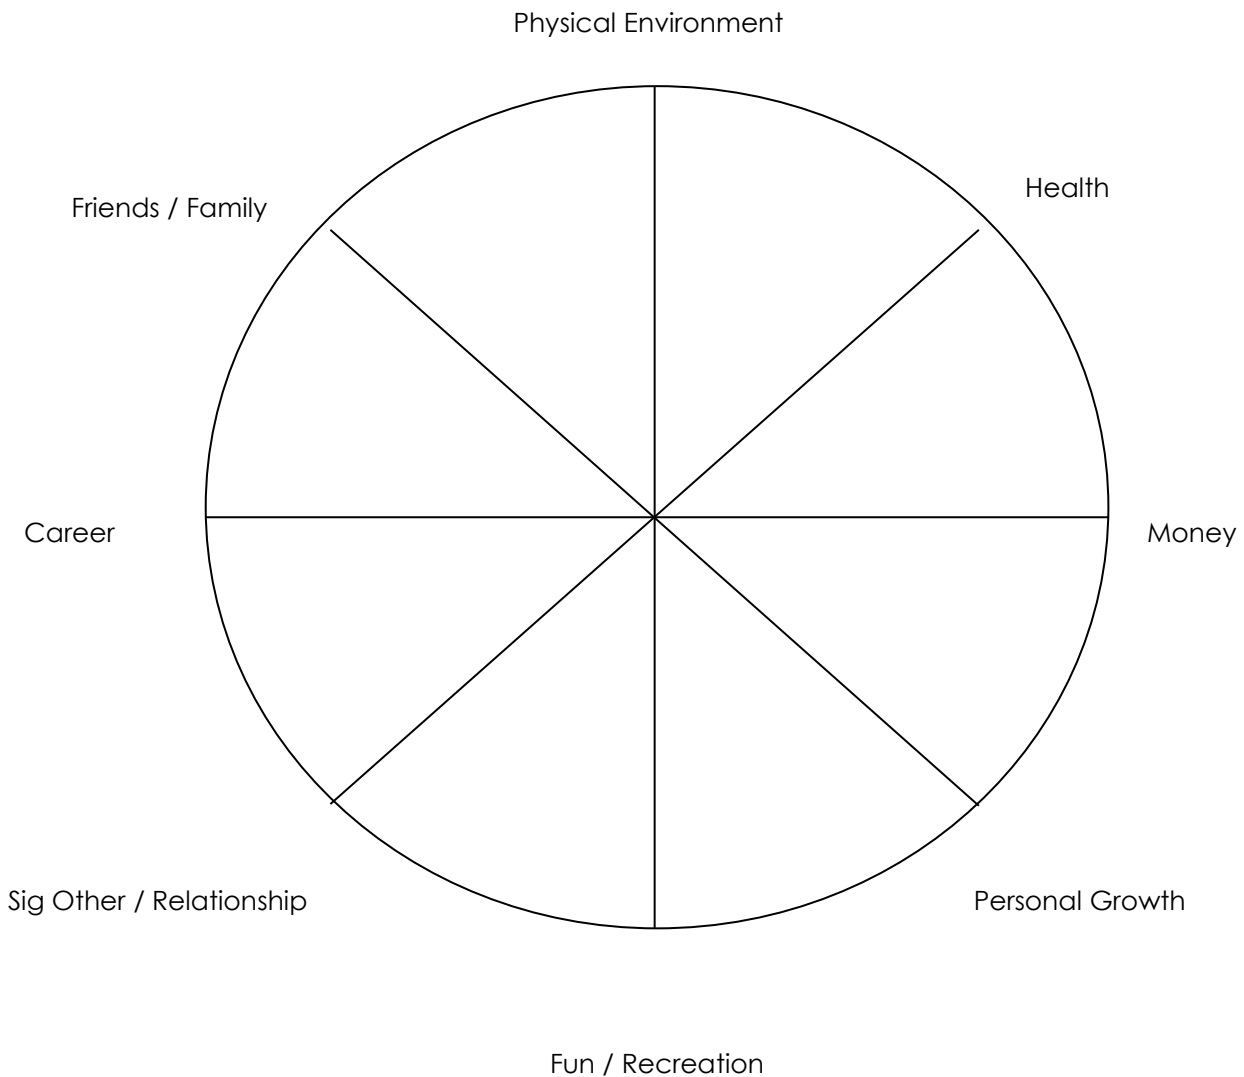 Physical Environment
Health
Friends / Family
Career
Money
Sig Other / Relationship
Personal Growth
Fun / Recreation